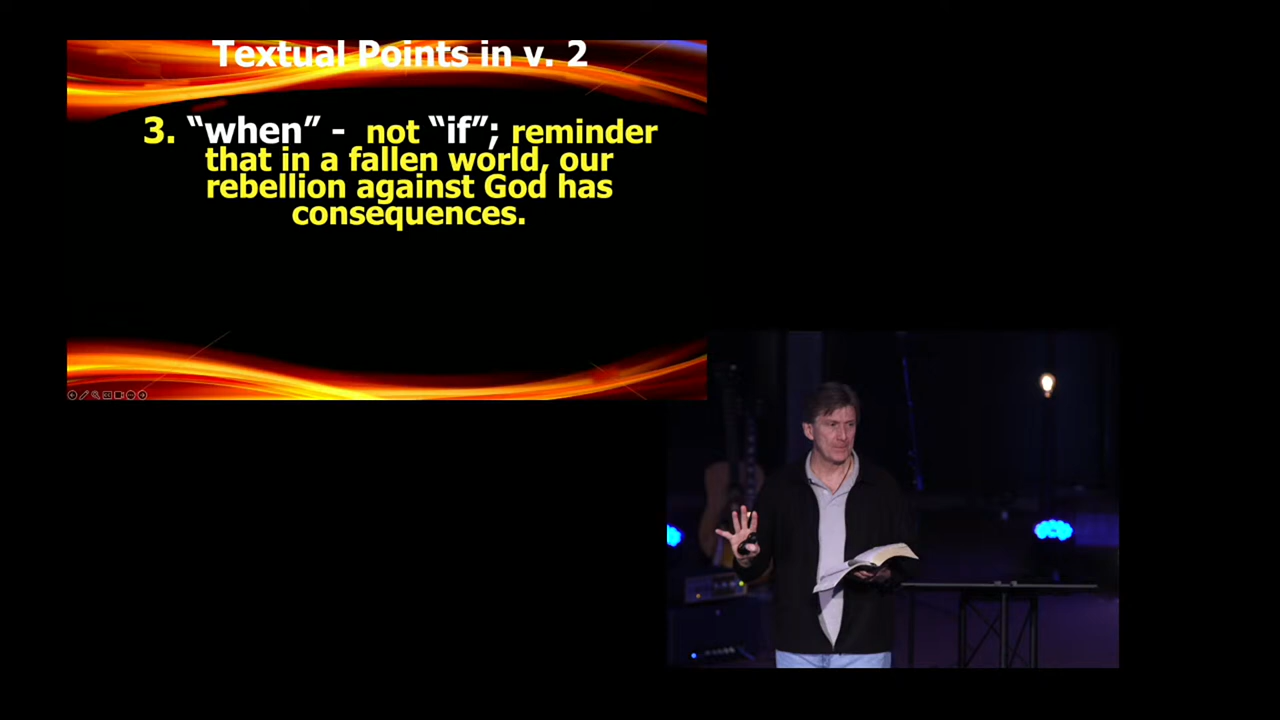 Textual Points in v. 2
3. “when” - not “if”; reminder
that in a fallen world, our
rebellion against God has
consequences.